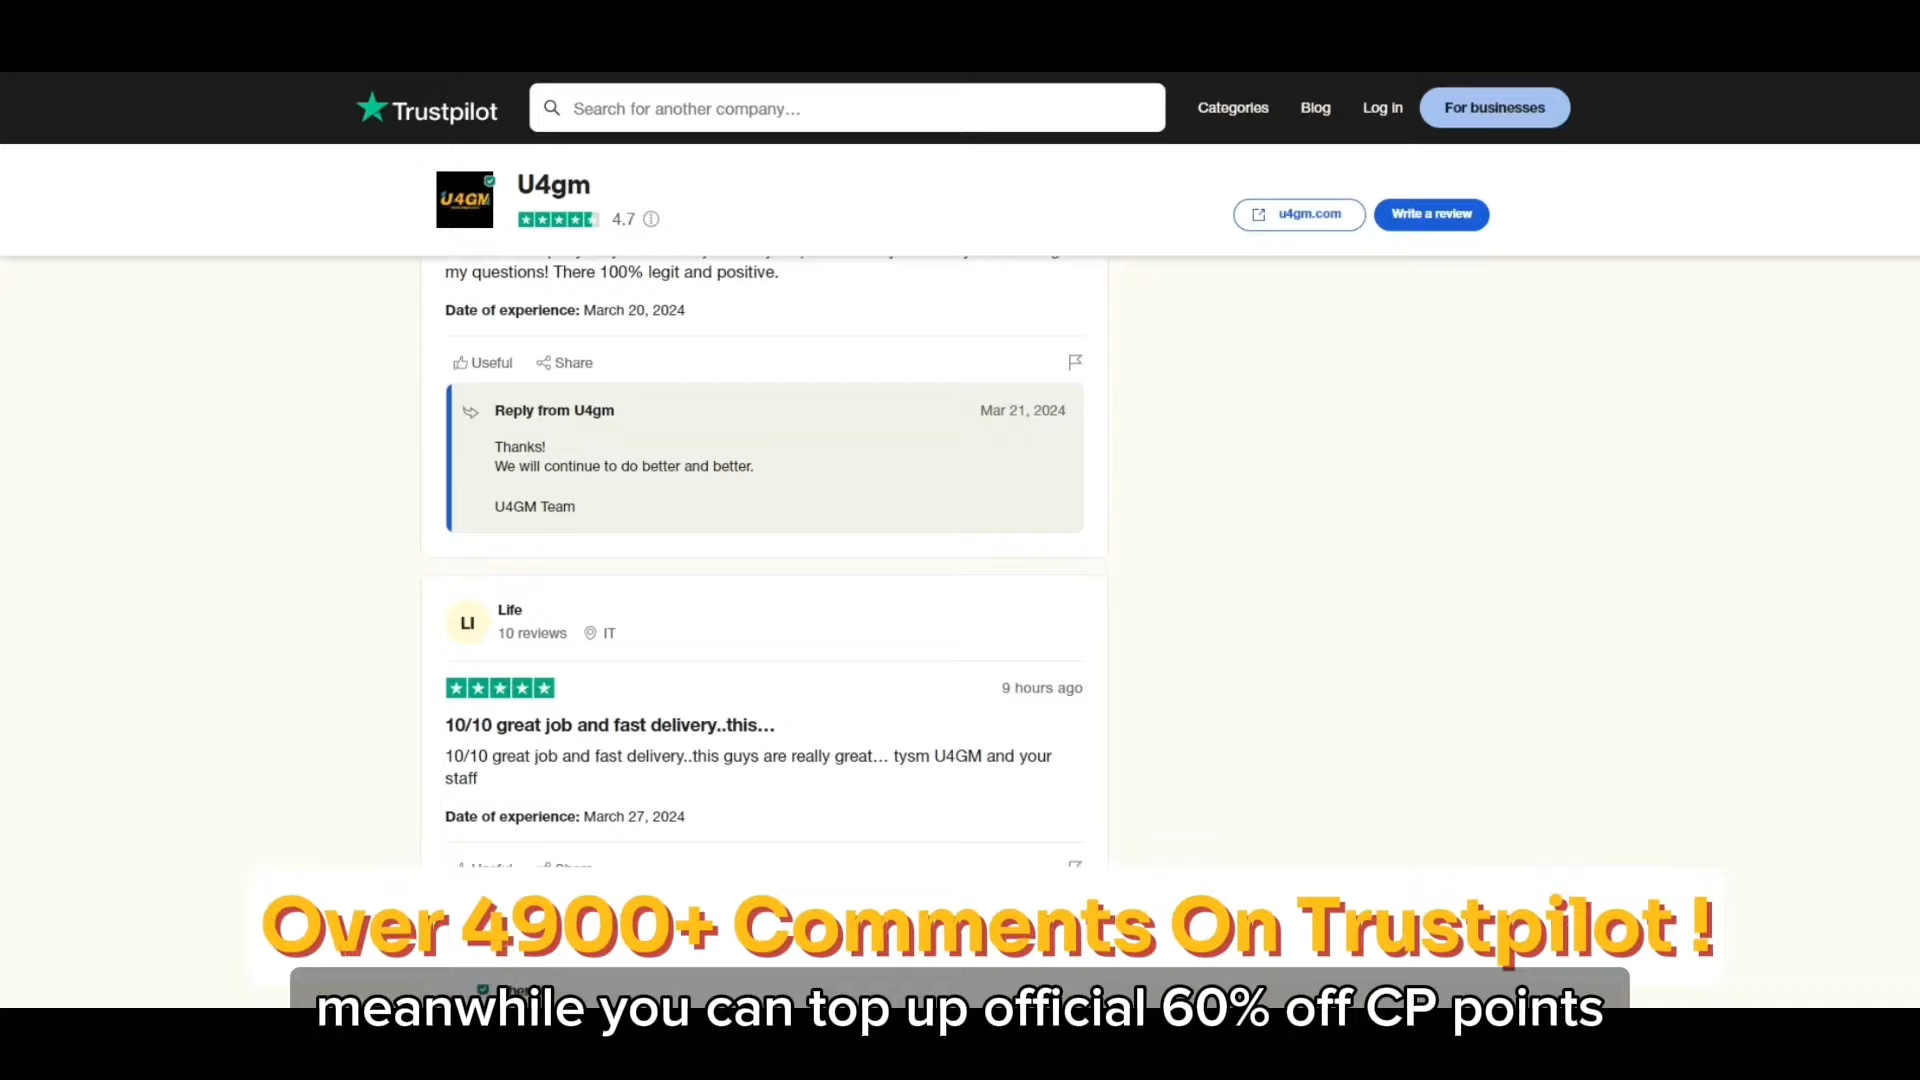 Trustpilot
Search for another company...
Categories
Blog
Log in
For businesses
U4GM
U4gm
4.7
u4gm.com
Write a review
my questions! There 100% legit and positive.
Date of experience: March 20, 2024
Useful
Share
Reply from U4gm
Mar 21, 2024
Thanks!
We will continue to do better and better.
U4GM Team
LI
Life
10 reviews
IT
9 hours ago
10/10 great job and fast delivery..this...
10/10 great job and fast delivery..this guys are really great... tysm U4GM and your
staff
Date of experience: March 27, 2024
Useful
Share
Over 4900+ Comments On Trustpilot !
meanwhile you can top up official 60% off CP points